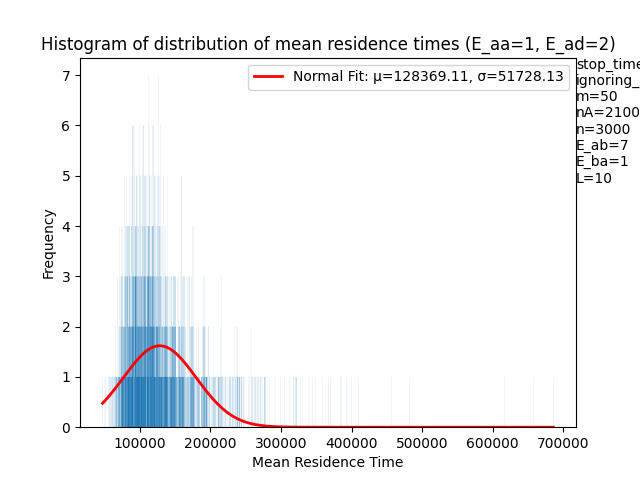 Histogram of distribution of mean residence times (E_aa=1, E_ad=2)
Normal Fit: μ=128369.11, σ=51728.13
stop_time
ignoring_
m=50
nA=2100
n=3000
E_ab=7
E_ba=1
L=10
Frequency
7
6
5
4
3
2
1
0
100000 200000 300000 400000 500000 600000 700000
Mean Residence Time